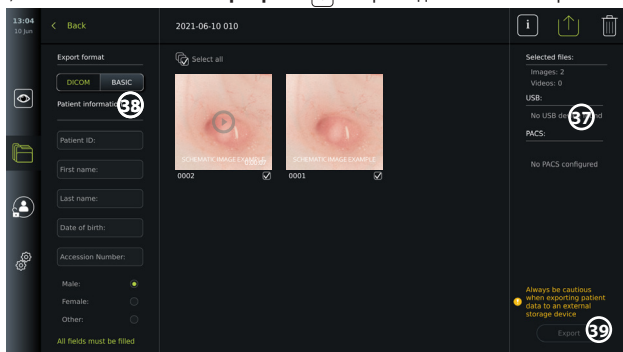 13:04
10 Jun
Back
2021-06-10 010
i
Export format
DICOM
BASIC
Patient information
38
Patient ID:
First name:
Last name:
Date of birth:
Accession Number:
Male:
Female:
Other:
All fields must be filled
Select all
SCHEMATIC IMAGE EXAMPLE
0002
SCHEMATIC IMAGE EXAMPLE
0001
Selected files:
Images: 2
Videos: 0
USB:
No USB
37
PACS:
No PACS configured
Always be cautious
when exporting patient
data to an external
storage device
Export
39